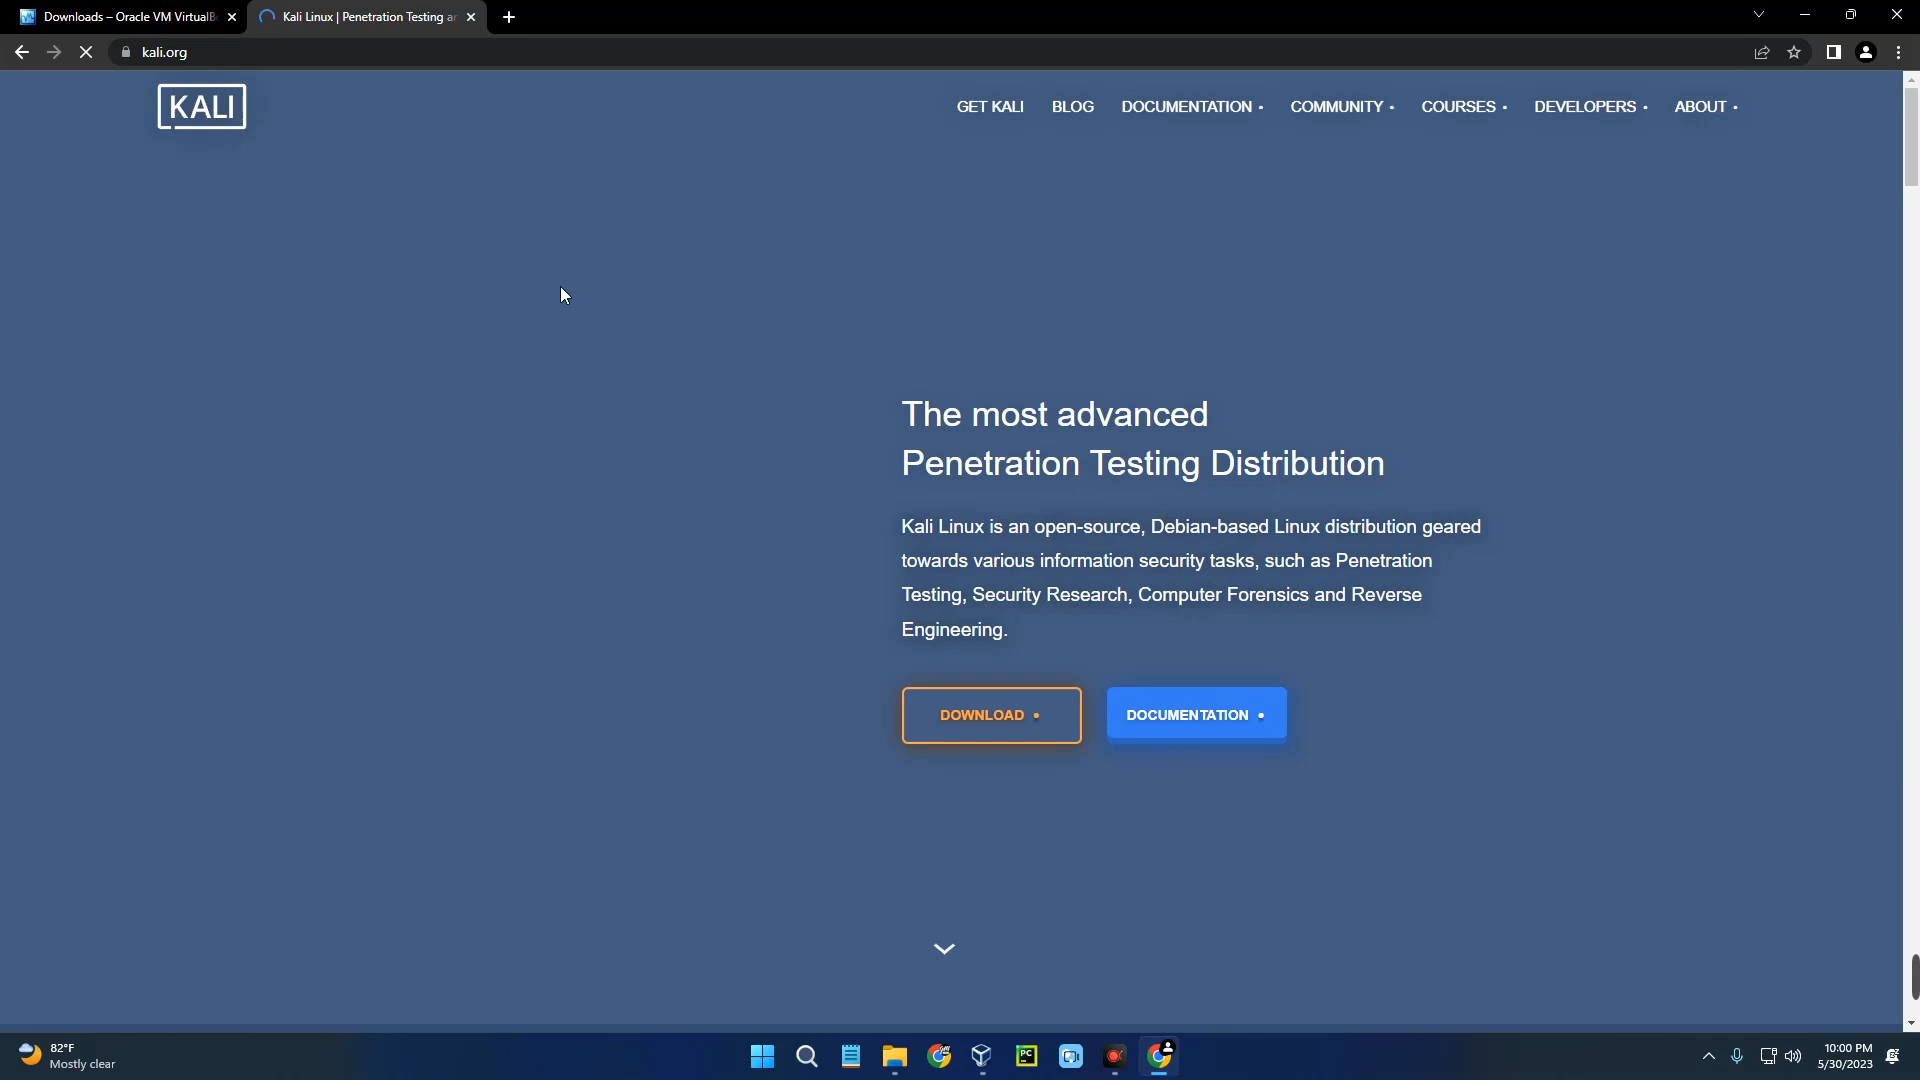 Downloads – Oracle VM VirtualB
Kali Linux | Penetration Testing ar
kali.org
KALI
GET KALI
BLOG
DOCUMENTATION •
COMMUNITY •
COURSES •
DEVELOPERS •
ABOUT •
The most advanced
Penetration Testing Distribution
Kali Linux is an open-source, Debian-based Linux distribution geared
towards various information security tasks, such as Penetration
Testing, Security Research, Computer Forensics and Reverse
Engineering.
DOWNLOAD •
DOCUMENTATION •
82°F
Mostly clear
PC
10:00 PM
5/30/2023